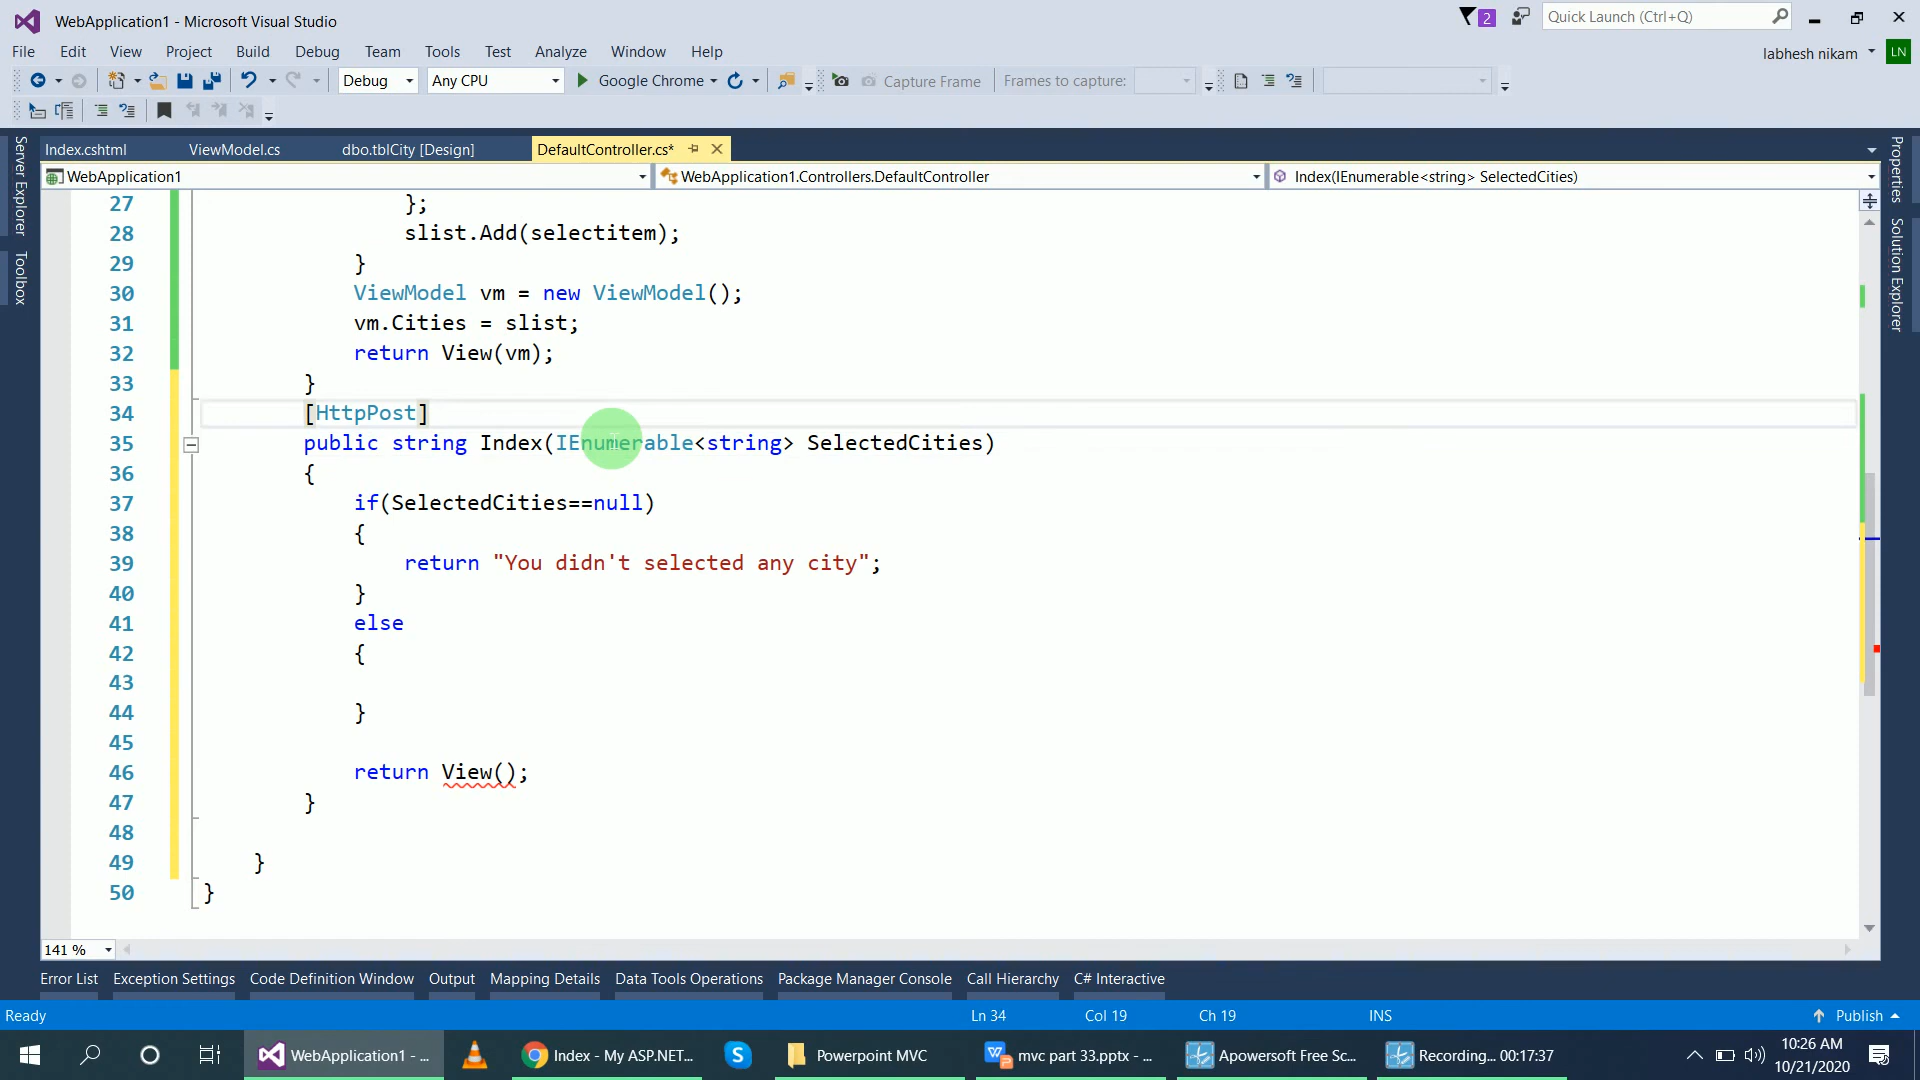 WebApplication1 - Microsoft Visual Studio
2
Quick Launch (Ctrl+Q)
File Edit View Project Build Debug Team Tools Test Analyze Window Help
labhesh nikam LN
Debug Any CPU Google Chrome Capture Frame Frames to capture:
Server Explorer
Toolbox
Index.cshtml ViewModel.cs dbo.tblCity [Design] DefaultController.cs*
WebApplication1 WebApplication1.Controllers.DefaultController Index(IEnumerable<string> SelectedCities)
27 };
28 slist.Add(selectitem);
29 }
30 ViewModel vm = new ViewModel();
31 vm.Cities = slist;
32 return View(vm);
33 }
34 [HttpPost]
35 public string Index(IEnumerable<string> SelectedCities)
36 {
37 if(SelectedCities==null)
38 {
39 return "You didn't selected any city";
40 }
41 else
42 {
43
44 }
45
46 return View();
47 }
48
49 }
50 }
Properties
Solution Explorer
141 %
Error List Exception Settings Code Definition Window Output Mapping Details Data Tools Operations Package Manager Console Call Hierarchy C# Interactive
Ready Ln 34 Col 19 Ch 19 INS Publish
WebApplication1 - ... Index - My ASP.NET... Powerpoint MVC mvc part 33.pptx - ... Apowersoft Free Sc... Recording... 00:17:37
10:26 AM
10/21/2020